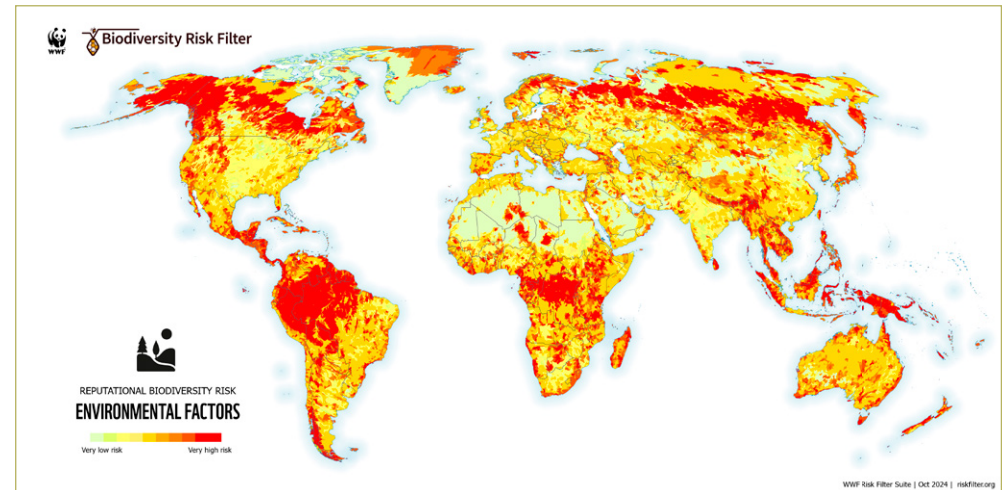 WWF
Biodiversity Risk Filter
REPUTATIONAL BIODIVERSITY RISK
ENVIRONMENTAL FACTORS
Very low risk
Very high risk
WWF Risk Filter Suite | Oct 2024 | riskfilter.org